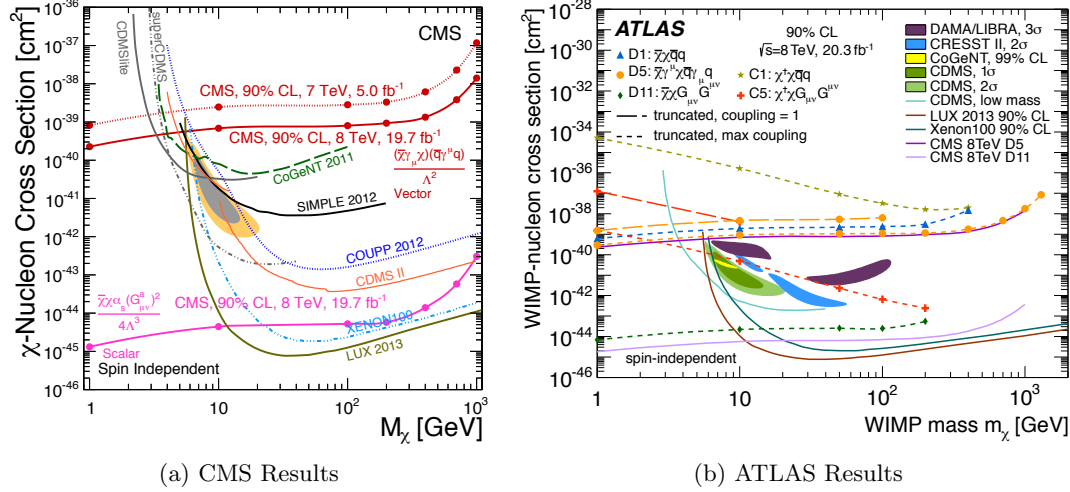 χ-Nucleon Cross Section [cm²]
10⁻³⁶
10⁻³⁷
10⁻³⁸
10⁻³⁹
10⁻⁴⁰
10⁻⁴¹
10⁻⁴²
10⁻⁴³
10⁻⁴⁴
10⁻⁴⁵
10⁻⁴⁶
CMS
CDMSlite
superCDMS
CMS, 90% CL, 7 TeV, 5.0 fb⁻¹
CMS, 90% CL, 8 TeV, 19.7 fb⁻¹
CoGeNT 2011
(χ̄γ_μχ)(q̄γ^μq)
Λ²
Vector
SIMPLE 2012
COUPP 2012
CDMS II
χ̄χα_s(G^a_μν)²
4Λ³
CMS, 90% CL, 8 TeV, 19.7 fb⁻¹
XENON100
LUX 2013
Scalar
Spin Independent
1 10 10² 10³
M_χ [GeV]
(a) CMS Results
WIMP-nucleon cross section [cm²]
10⁻²⁸
10⁻³⁰
10⁻³²
10⁻³⁴
10⁻³⁶
10⁻³⁸
10⁻⁴⁰
10⁻⁴²
10⁻⁴⁴
10⁻⁴⁶
ATLAS
90% CL
√s=8TeV, 20.3 fb⁻¹
D1: χ̄χq̄q
D5: χ̄γ^μχq̄γ_μq
D11: χ̄χG_μνG^μν
C1: χ⁺χq̄q
C5: χ⁺χG_μνG^μν
truncated, coupling = 1
truncated, max coupling
DAMA/LIBRA, 3σ
CRESST II, 2σ
CoGeNT, 99% CL
CDMS, 1σ
CDMS, 2σ
CDMS, low mass
LUX 2013 90% CL
Xenon100 90% CL
CMS 8TeV D5
CMS 8TeV D11
spin-independent
1 10 10² 10³
WIMP mass m_χ [GeV]
(b) ATLAS Results